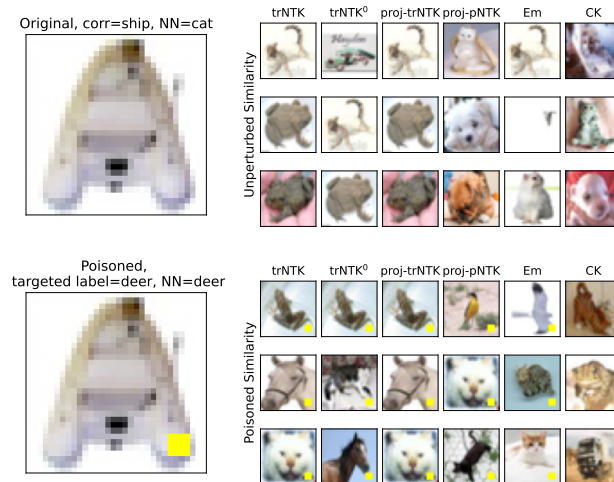 Original, corr=ship, NN=cat
trNTK trNTK⁰ proj-trNTK proj-pNTK Em CK
Unperturbed Similarity
Poisoned,
targeted label=deer, NN=deer
trNTK trNTK⁰ proj-trNTK proj-pNTK Em CK
Poisoned Similarity